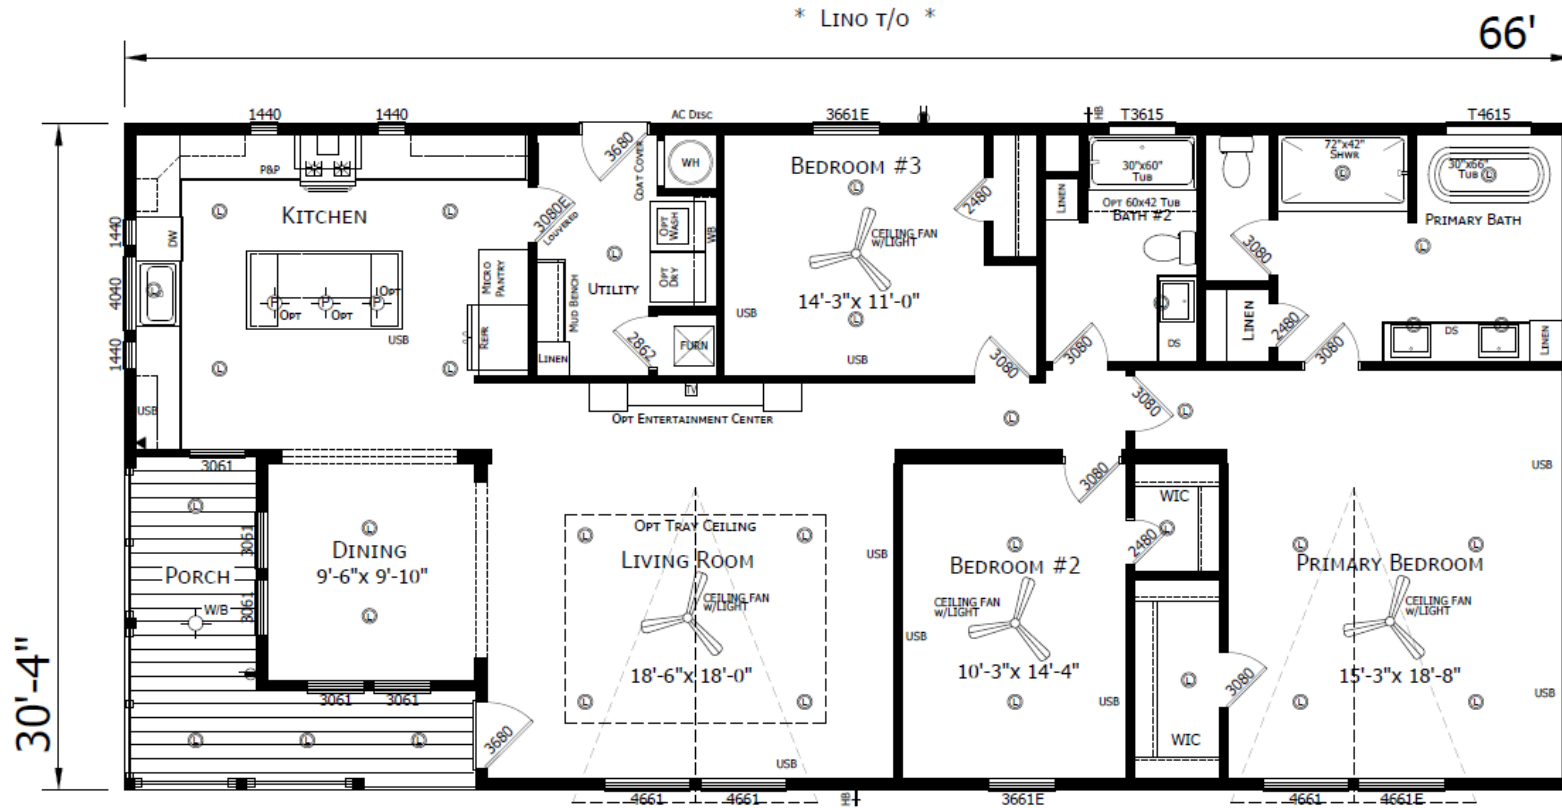 * Lino t/o *
66'
30'-4"
1440
1440
3680
AC Disc
3661E
HB
T3615
T4615
P&P
Kitchen
1440
DW
4040
1440
USB
Opt
Opt
Opt
P
P
P
USB
Micro
Pantry
Refr
3080E
Louvered
Coat Cover
WH
Opt
Wash
WB
Opt
Dry
Utility
Mud Bench
Linen
2862
FURN
Bedroom #3
2480
Ceiling Fan
w/Light
14'-3"x 11'-0"
USB
USB
3080
Linen
30"x60"
Tub
Opt 60x42 Tub
Bath #2
DS
3080
72"x42"
Shwr
30"x66"
Tub
Primary Bath
3080
Linen
2480
3080
DS
Linen
TV
Opt Entertainment Center
3080
3061
Porch
W/B
3061
3061
Dining
9'-6"x 9'-10"
3061
3061
3680
Opt Tray Ceiling
Living Room
Ceiling Fan
w/Light
18'-6"x 18'-0"
USB
USB
4661
4661
HB
3080
Bedroom #2
Ceiling Fan
w/Light
USB
10'-3"x 14'-4"
USB
3661E
WIC
2480
3080
WIC
USB
Primary Bedroom
Ceiling Fan
w/Light
15'-3"x 18'-8"
USB
4661
4661E